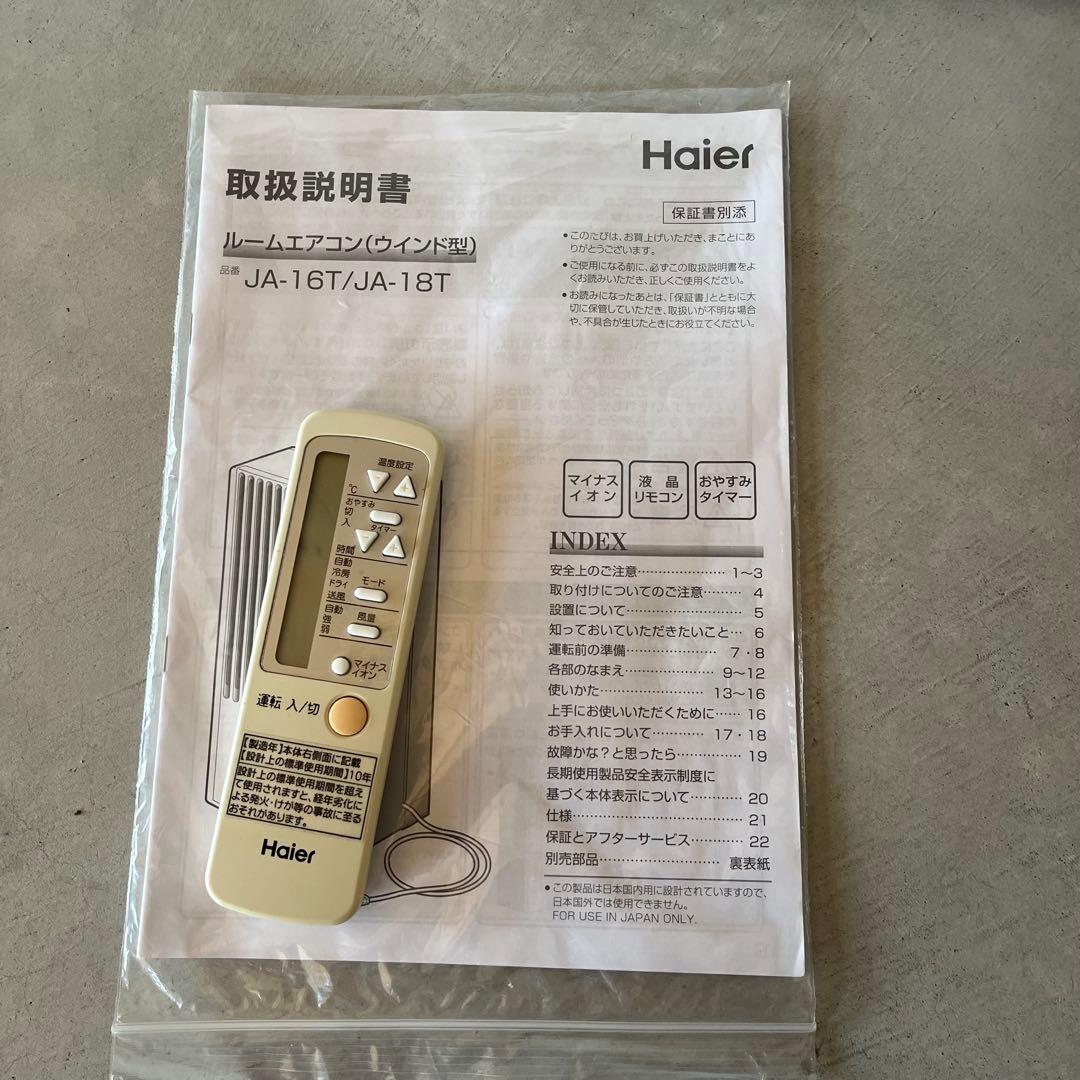 Haier
取扱説明書
保証書別添
ルームエアコン(ウインド型)
品番 JA-16T/JA-18T
●このたびは、お買上げいただき、まことにあ
りがとうございます。
●ご使用になる前に、必ずこの取扱説明書をよ
くお読みいただき、正しくご使用ください。
●お読みになったあとは、「保証書」とともに大
切に保管していただき、取扱いが不明な場合
や、不具合が生じたときにお役立てください。
マイナス
イオン
液晶
リモコン
おやすみ
タイマー
INDEX
安全上のご注意………………… 1〜3
取り付けについてのご注意……… 4
設置について……………………… 5
知っておいていただきたいこと… 6
運転前の準備………………… 7・8
各部のなまえ………………… 9〜12
使いかた…………………… 13〜16
上手にお使いいただくために…… 16
お手入れについて………… 17・18
故障かな?と思ったら…………… 19
長期使用製品安全表示制度に
基づく本体表示について………… 20
仕様………………………………… 21
保証とアフターサービス………… 22
別売部品……………………… 裏表紙
●この製品は日本国内用に設計されていますので、
日本国外では使用できません。
FOR USE IN JAPAN ONLY.
温度設定
℃
おやすみ
切
入
タイマー
時間
自動
冷房
ドライ
送風
モード
自動
強
弱
風量
マイナス
イオン
運転 入/切
【製造年】本体右側面に記載
【設計上の標準使用期間】10年
設計上の標準使用期間を超え
て使用されますと、経年劣化に
よる発火・けが等の事故に至る
おそれがあります。
Haier